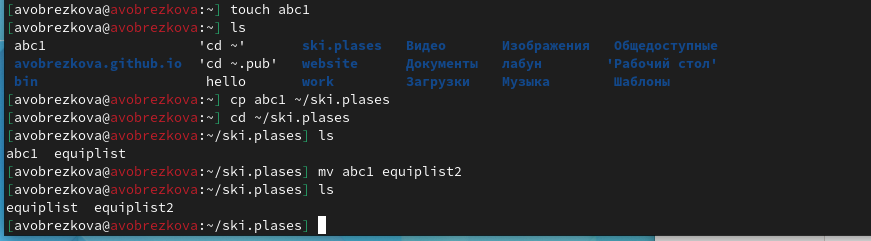 [avobrezkova@avobrezkova:~] touch abc1
[avobrezkova@avobrezkova:~] ls
abc1 'cd ~' ski.plases Видео Изображения Общедоступные
avobrezkova.github.io 'cd ~.pub' website Документы лабун 'Рабочий стол'
bin hello work Загрузки Музыка Шаблоны
[avobrezkova@avobrezkova:~] cp abc1 ~/ski.plases
[avobrezkova@avobrezkova:~] cd ~/ski.plases
[avobrezkova@avobrezkova:~/ski.plases] ls
abc1 equiplist
[avobrezkova@avobrezkova:~/ski.plases] mv abc1 equiplist2
[avobrezkova@avobrezkova:~/ski.plases] ls
equiplist equiplist2
[avobrezkova@avobrezkova:~/ski.plases]